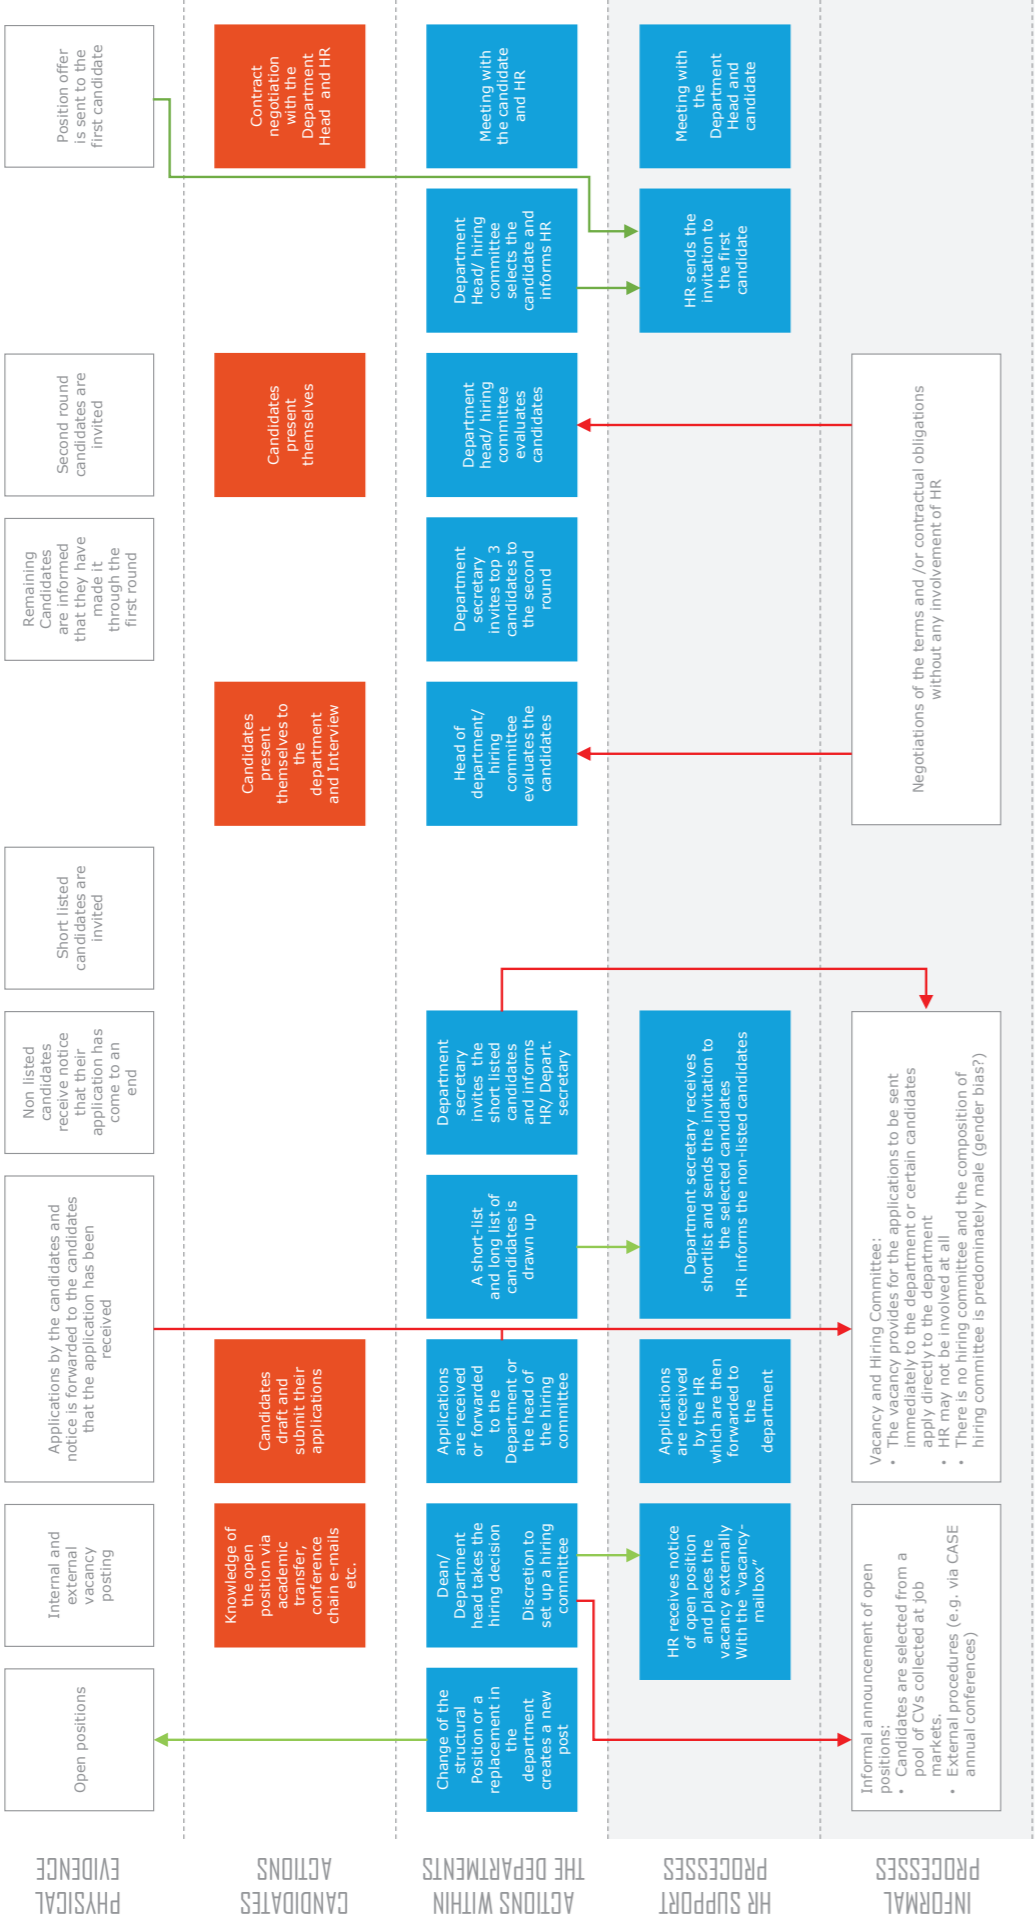 PHYSICAL
EVIDENCE
Open positions
Internal and
external
vacancy
posting
Applications by the candidates and
notice is forwarded to the candidates
that the application has been
received
Non listed
candidates
receive notice
that their
application has
come to an
end
Short listed
candidates are
invited
Remaining
Candidates
are informed
that they have
made it
through the
first round
Second round
candidates are
invited
Position offer
is sent to the
first candidate
CANDIDATES
ACTIONS
Knowledge of
the open
position via
academic
transfer,
conference
chain e-mails
etc.
Candidates
draft and
submit their
applications
Candidates
present
themselves to
the
department
and Interview
Candidates
present
themselves
Contract
negotiation
with the
Department
Head and HR
ACTIONS WITHIN
THE DEPARTMENTS
Change of the
structural
Position or a
replacement in
the
department
creates a new
post
Dean/
Department
head takes the
hiring decision
Discretion to
set up a hiring
committee
Applications
are received
or forwarded
to the
Department or
the head of
the hiring
committee
A short-list
and long list of
candidates is
drawn up
Department
secretary
invites the
short listed
candidates
and informs
HR/ Depart.
secretary
Head of
department/
hiring
committee
evaluates the
candidates
Department
secretary
invites top 3
candidates to
the second
round
Department
head/ hiring
committee
evaluates
candidates
Department
Head/ hiring
committee
selects the
candidate and
informs HR
Meeting with
the candidate
and HR
HR SUPPORT
PROCESSES
HR receives notice
of open position
and places the
vacancy externally
With the “vacancy-
mailbox”
Applications
are received
by the HR
which are then
forwarded to
the
department
Department secretary receives
shortlist and sends the invitation to
the selected candidates
HR informs the non-listed candidates
HR sends the
invitation to
the first
candidate
Meeting with
the
Department
Head and
candidate
INFORMAL
PROCESSES
Informal announcement of open
positions:
• Candidates are selected from a
pool of CVs collected at job
markets.
• External procedures (e.g. via CASE
annual conferences)
Vacancy and Hiring Committee:
• The vacancy provides for the applications to be sent
immediately to the department or certain candidates
apply directly to the department
• HR may not be involved at all
• There is no hiring committee and the composition of
hiring committee is predominately male (gender bias?)
Negotiations of the terms and /or contractual obligations
without any involvement of HR